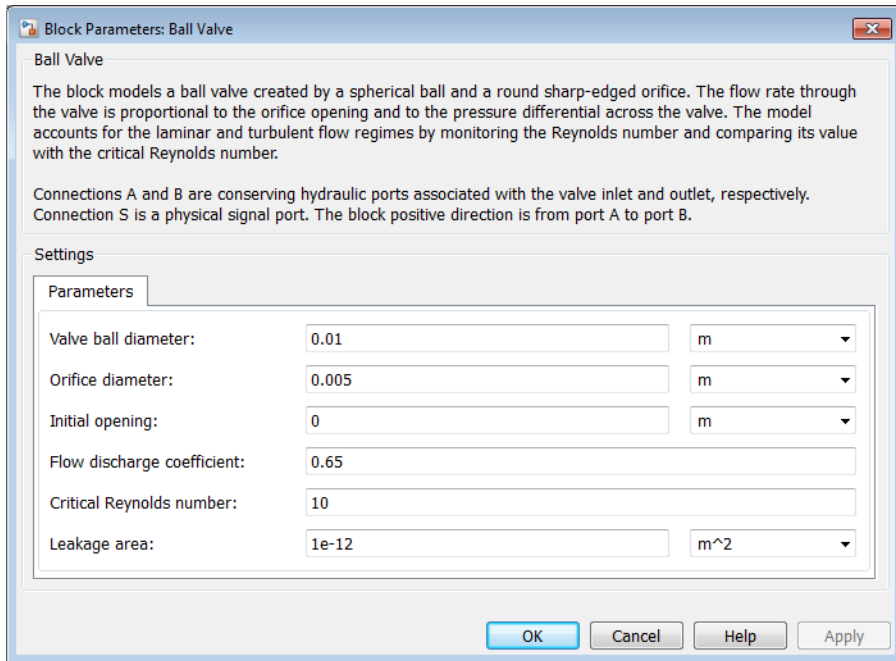 Block Parameters: Ball Valve
Ball Valve
The block models a ball valve created by a spherical ball and a round sharp-edged orifice. The flow rate through
the valve is proportional to the orifice opening and to the pressure differential across the valve. The model
accounts for the laminar and turbulent flow regimes by monitoring the Reynolds number and comparing its value
with the critical Reynolds number.
Connections A and B are conserving hydraulic ports associated with the valve inlet and outlet, respectively.
Connection S is a physical signal port. The block positive direction is from port A to port B.
Settings
Parameters
Valve ball diameter: 0.01 m
Orifice diameter: 0.005 m
Initial opening: 0 m
Flow discharge coefficient: 0.65
Critical Reynolds number: 10
Leakage area: 1e-12 m^2
OK Cancel Help Apply